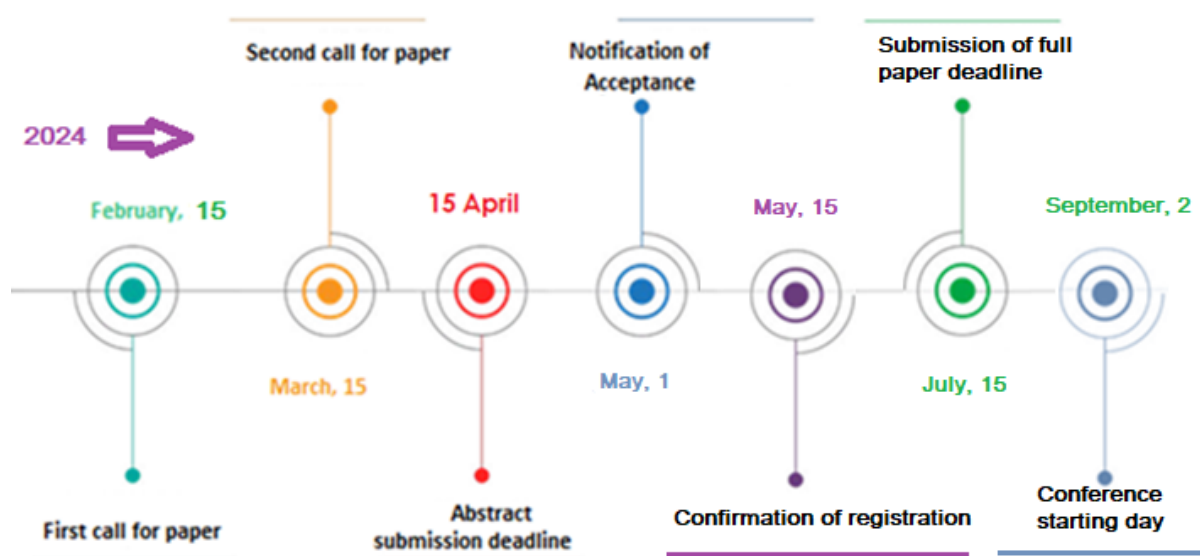 Second call for paper
Notification of
Acceptance
Submission of full
paper deadline
2024
February, 15
15 April
May, 15
September, 2
March, 15
May, 1
July, 15
First call for paper
Abstract
submission deadline
Confirmation of registration
Conference
starting day